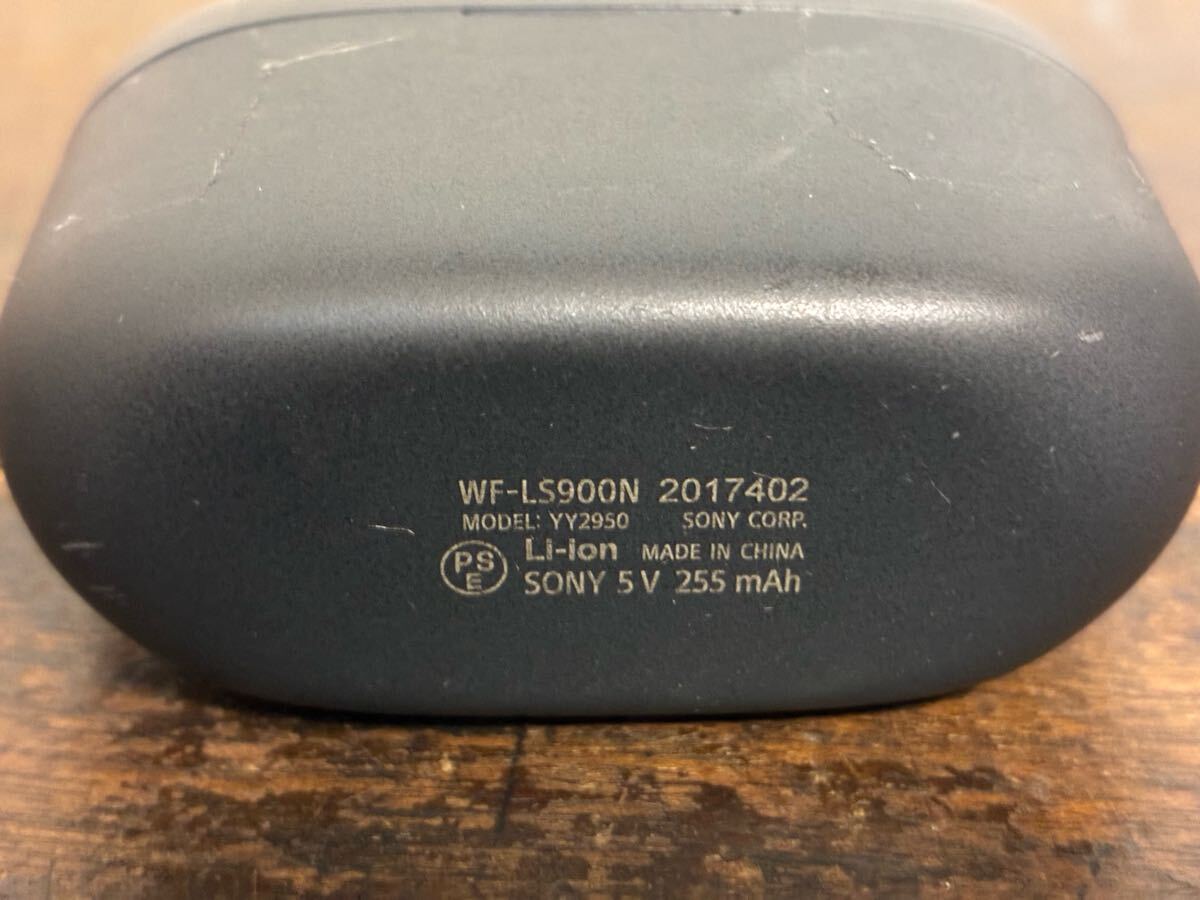 WF-LS900N 2017402
MODEL: YY2950 SONY CORP.
PSE Li-ion MADE IN CHINA
SONY 5V 255 mAh